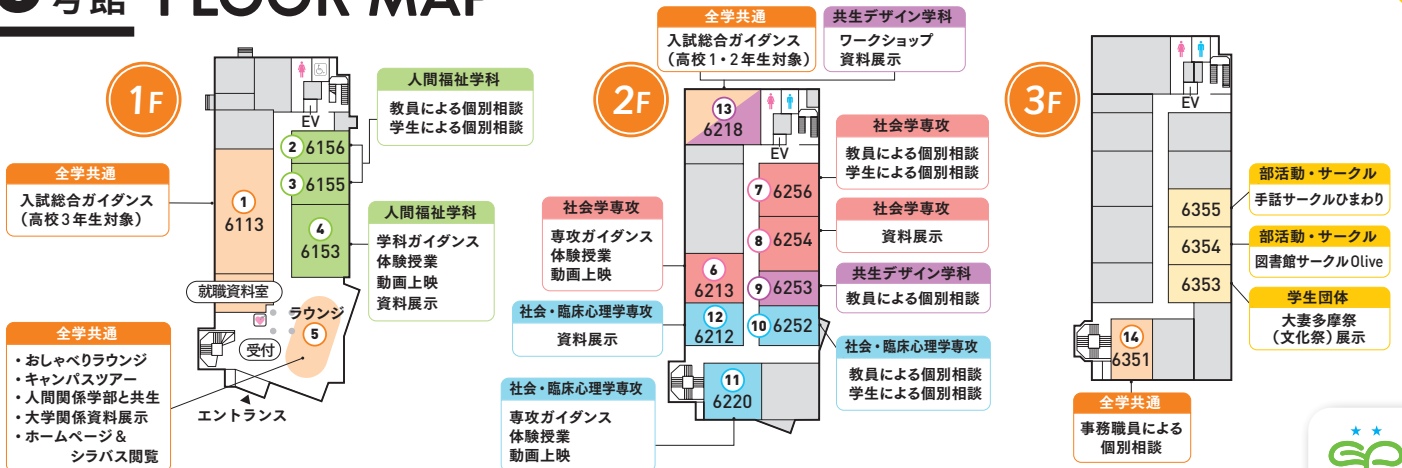 号館 FLOOR MAP
1F
全学共通
入試総合ガイダンス
(高校3年生対象)
1
6113
EV
2 6156
3 6155
4
6153
人間福祉学科
教員による個別相談
学生による個別相談
人間福祉学科
学科ガイダンス
体験授業
動画上映
資料展示
就職資料室
ラウンジ
5
受付
エントランス
全学共通
・おしゃべりラウンジ
・キャンパスツアー
・人間関係学部と共生
・大学関係資料展示
・ホームページ&
シラバス閲覧
2F
全学共通
入試総合ガイダンス
(高校1・2年生対象)
共生デザイン学科
ワークショップ
資料展示
13
6218
EV
7 6256
8 6254
9 6253
10 6252
6
6213
12
6212
11
6220
社会学専攻
教員による個別相談
学生による個別相談
社会学専攻
資料展示
共生デザイン学科
教員による個別相談
社会・臨床心理学専攻
教員による個別相談
学生による個別相談
社会学専攻
専攻ガイダンス
体験授業
動画上映
社会・臨床心理学専攻
資料展示
社会・臨床心理学専攻
専攻ガイダンス
体験授業
動画上映
3F
EV
6355
6354
6353
14
6351
部活動・サークル
手話サークルひまわり
部活動・サークル
図書館サークルOlive
学生団体
大妻多摩祭
(文化祭)展示
全学共通
事務職員による
個別相談